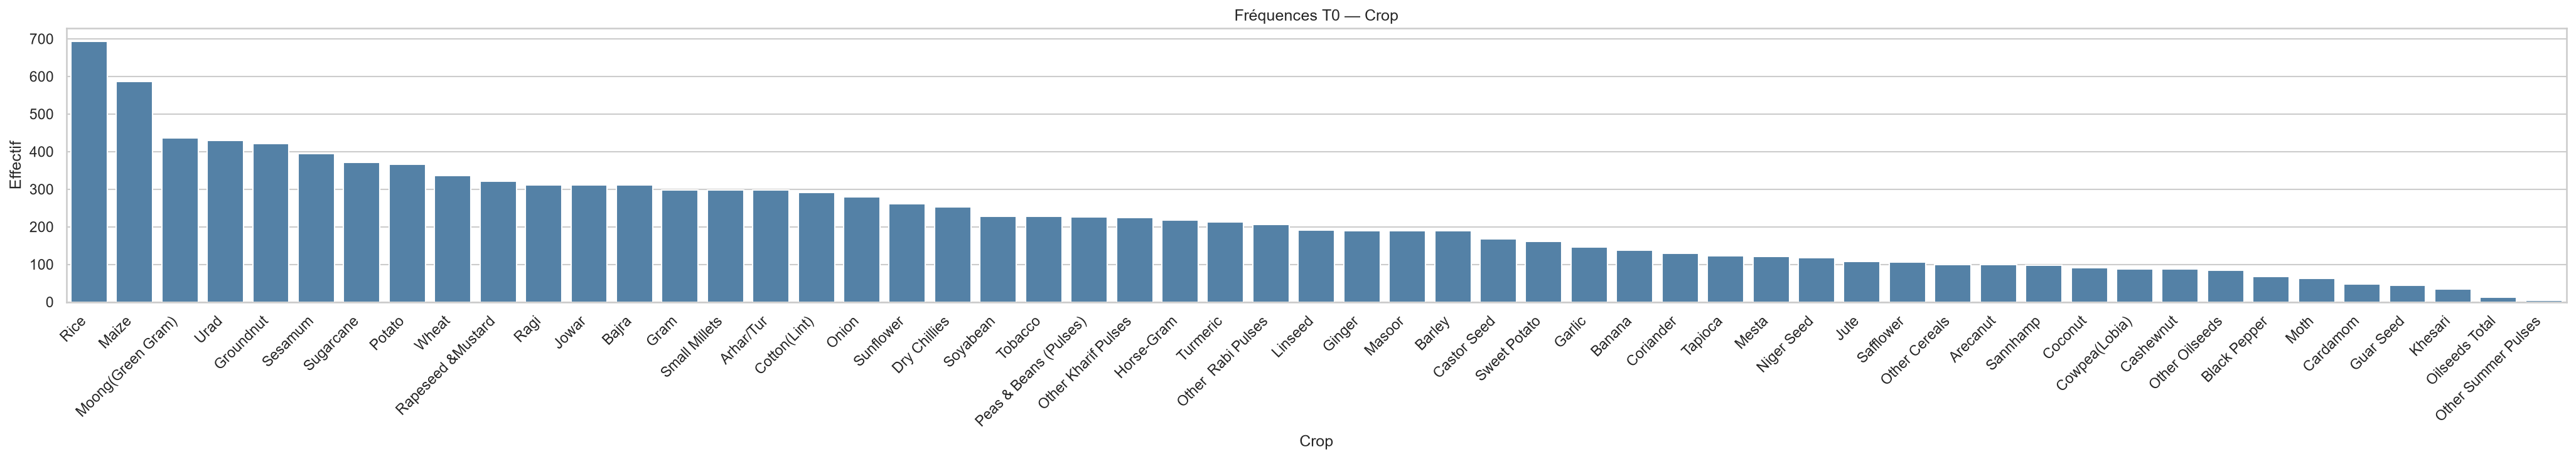 Fréquences T0 — Crop
Effectif
700
600
500
400
300
200
100
0
Rice
Maize
Moong(Green Gram)
Urad
Groundnut
Sesamum
Sugarcane
Potato
Wheat
Rapeseed &Mustard
Ragi
Jowar
Bajra
Gram
Small Millets
Arhar/Tur
Cotton(Lint)
Onion
Sunflower
Dry Chillies
Soyabean
Tobacco
Peas & Beans (Pulses)
Other Kharif Pulses
Horse-Gram
Turmeric
Other  Rabi Pulses
Linseed
Ginger
Masoor
Barley
Castor Seed
Sweet Potato
Garlic
Banana
Coriander
Tapioca
Mesta
Niger Seed
Jute
Safflower
Other Cereals
Arecanut
Sannhamp
Coconut
Cowpea(Lobia)
Cashewnut
Other Oilseeds
Black Pepper
Moth
Cardamom
Guar Seed
Khesari
Oilseeds Total
Other Summer Pulses
Crop